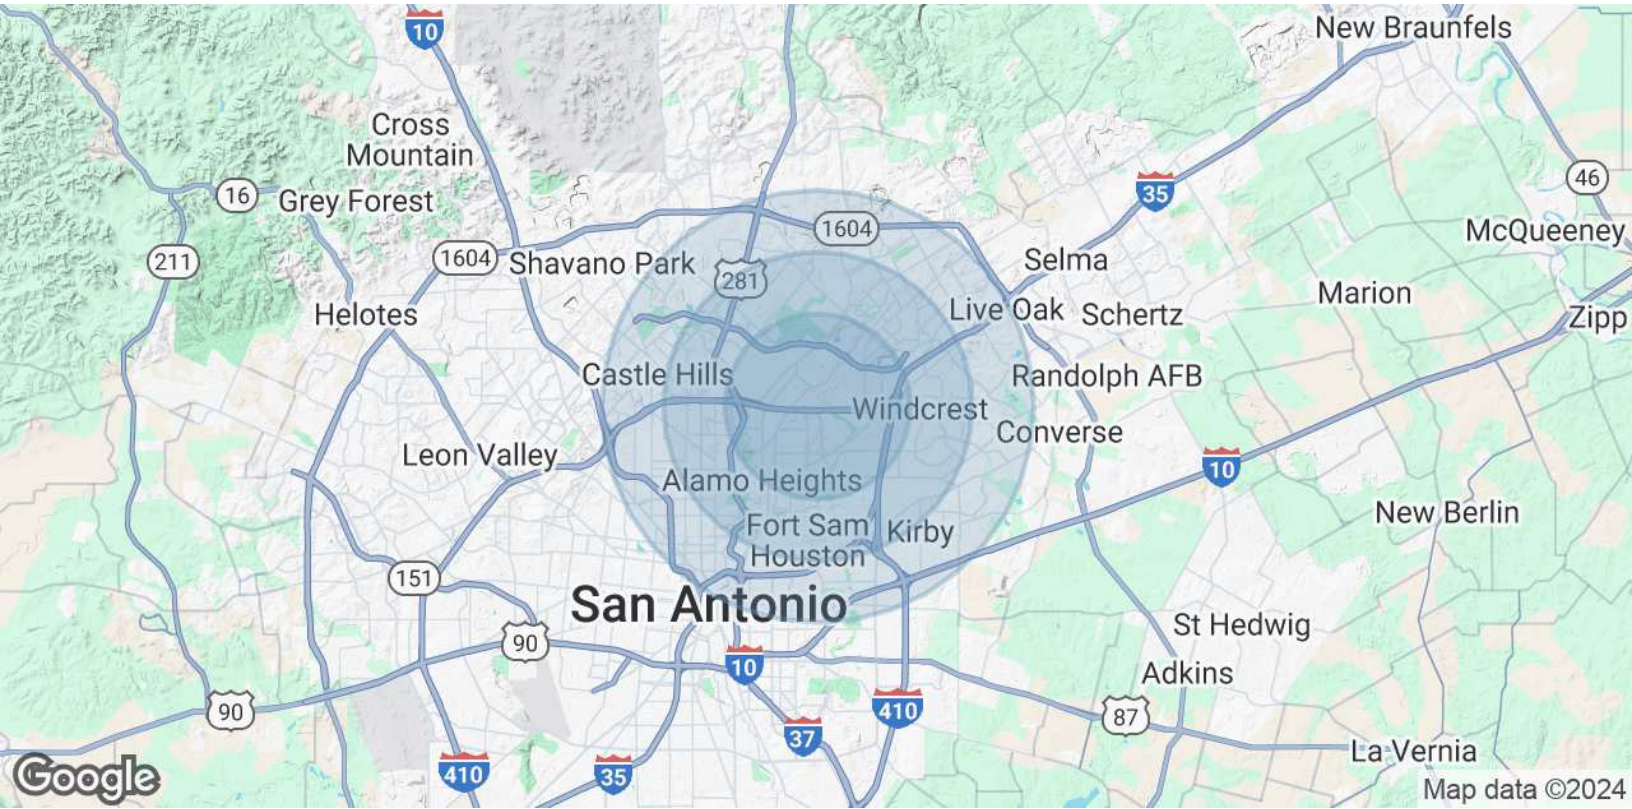 New Braunfels
10
Cross
Mountain
46
16
35
Grey Forest
1604
McQueeney
211
1604
Shavano Park
Selma
281
Marion
Helotes
Live Oak
Schertz
Zipp
Castle Hills
Randolph AFB
Windcrest
Converse
Leon Valley
10
Alamo Heights
New Berlin
Fort Sam
Houston
Kirby
151
San Antonio
St Hedwig
90
10
Adkins
90
410
87
37
La Vernia
410
35
Google
Map data ©2024